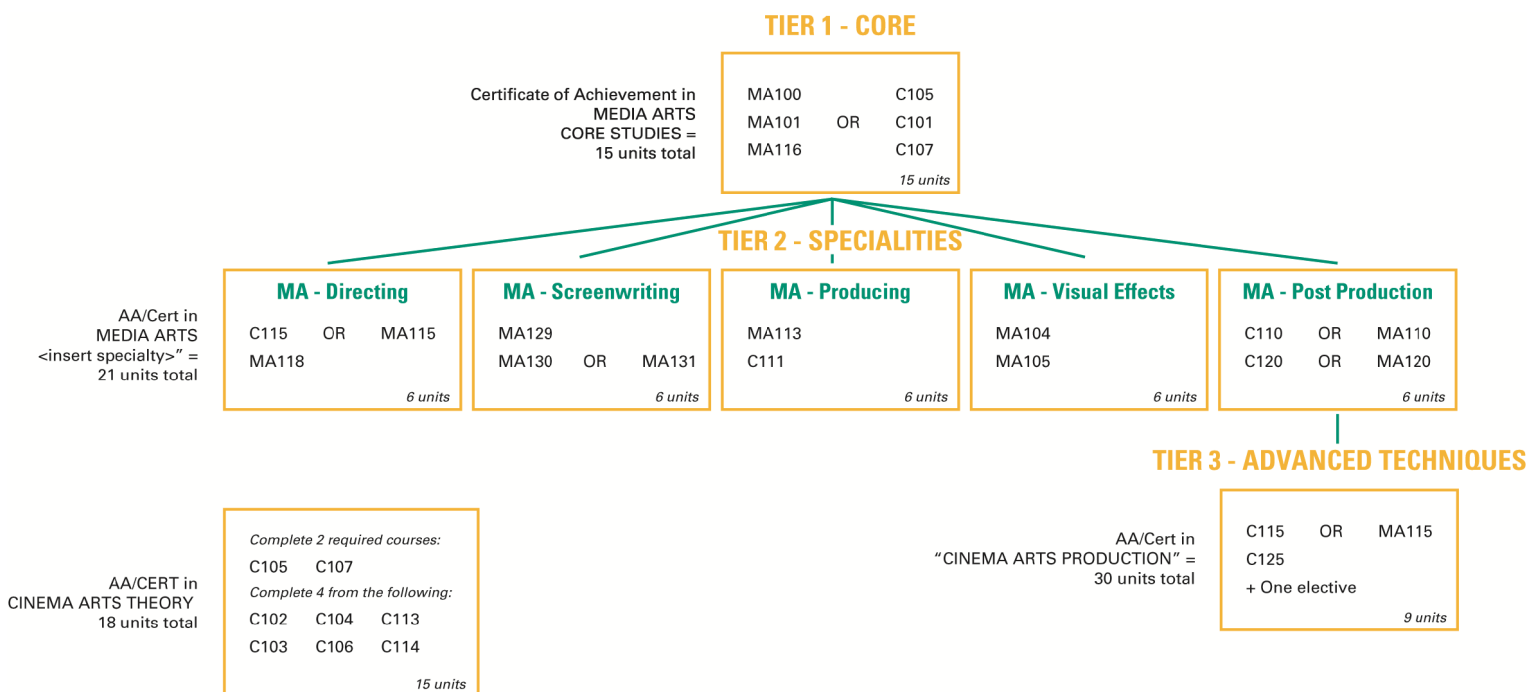 TIER 1 - CORE
Certificate of Achievement in
MEDIA ARTS
CORE STUDIES =
15 units total
MA100 C105
MA101 OR C101
MA116 C107
15 units
TIER 2 - SPECIALITIES
AA/Cert in
MEDIA ARTS
<insert specialty>” =
21 units total
MA - Directing
C115 OR MA115
MA118
6 units
MA - Screenwriting
MA129
MA130 OR MA131
6 units
MA - Producing
MA113
C111
6 units
MA - Visual Effects
MA104
MA105
6 units
MA - Post Production
C110 OR MA110
C120 OR MA120
6 units
TIER 3 - ADVANCED TECHNIQUES
AA/Cert in
“CINEMA ARTS PRODUCTION” =
30 units total
C115 OR MA115
C125
+ One elective
9 units
AA/CERT in
CINEMA ARTS THEORY
18 units total
Complete 2 required courses:
C105 C107
Complete 4 from the following:
C102 C104 C113
C103 C106 C114
15 units